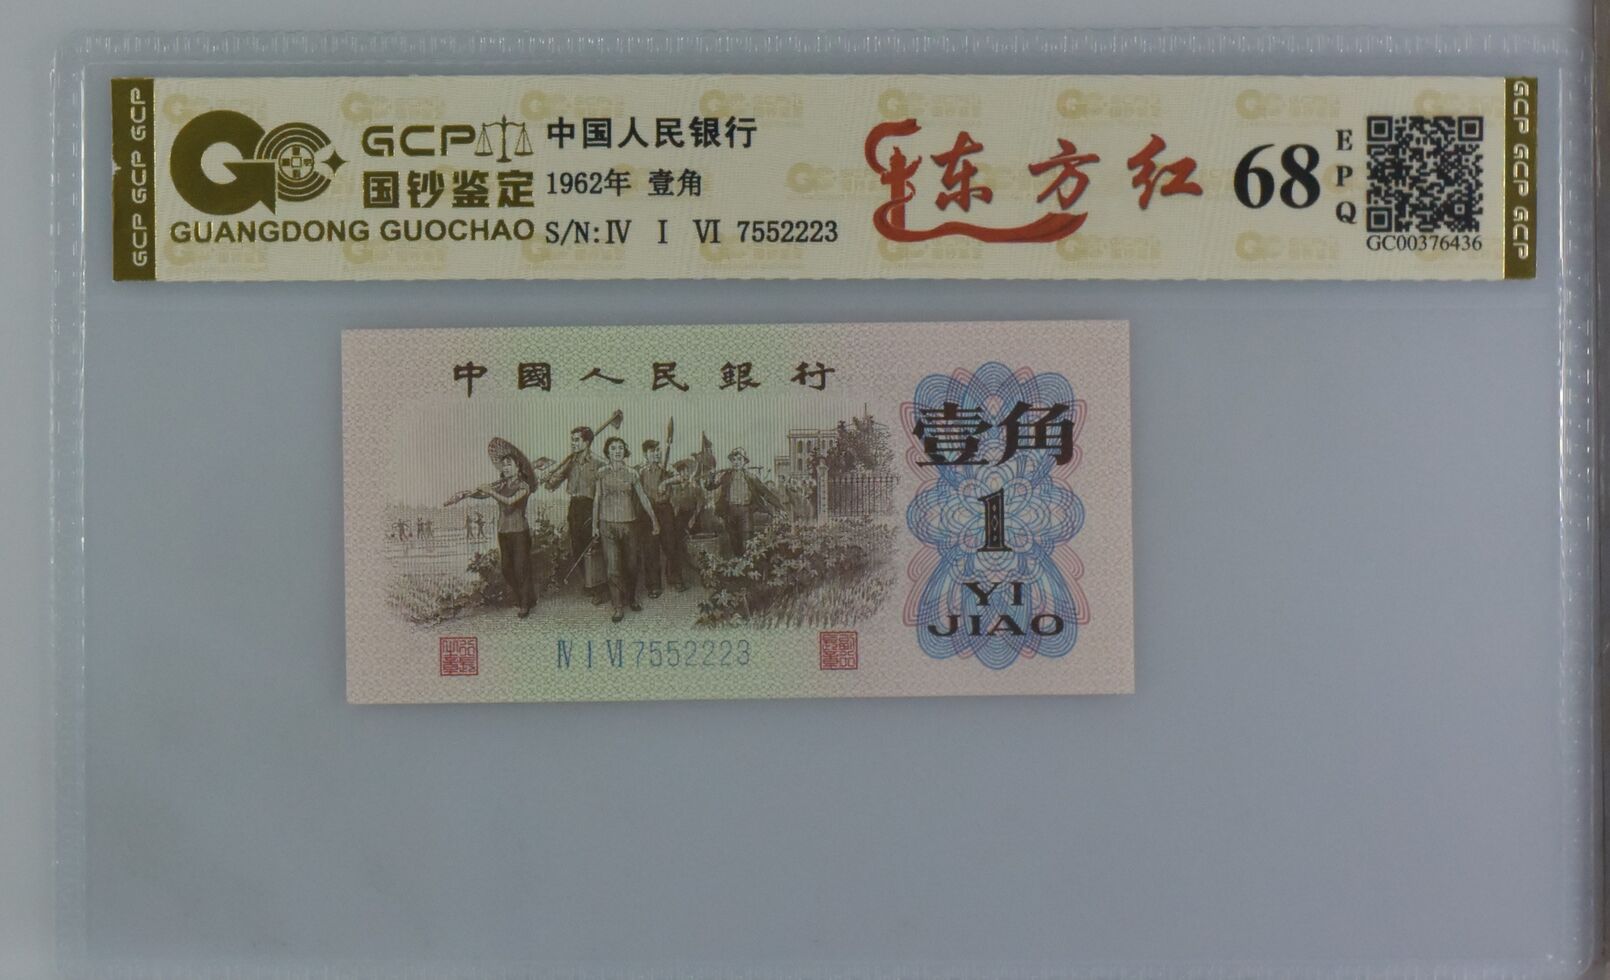 GCP GCP GCP
GCP
国钞鉴定
GUANGDONG GUOCHAO
中国人民银行
1962年 壹角
S/N: Ⅳ Ⅰ Ⅵ 7552223
东方红
68
EPQ
GC00376436
GCP GCP GCP
中國人民銀行
壹角
1
YI
JIAO
Ⅳ Ⅰ Ⅵ 7552223